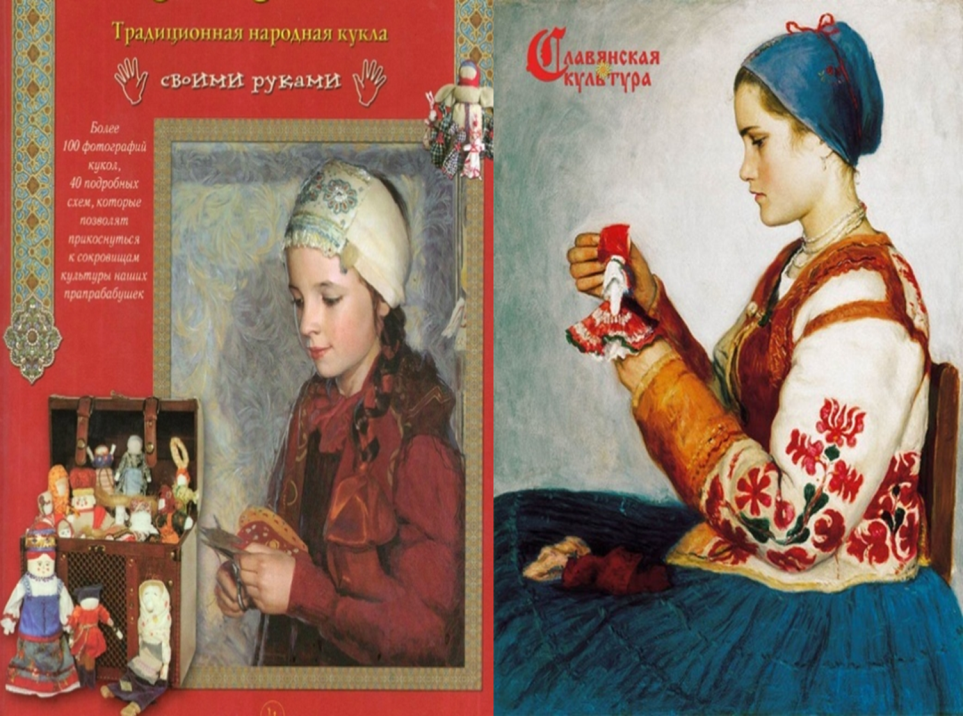 Традиционная народная кукла
своими руками
Более
100 фотографий
кукол,
40 подробных
схем, которые
позволят
прикоснуться
к сокровищам
культуры наших
прапрабабушек
Славянская
культура